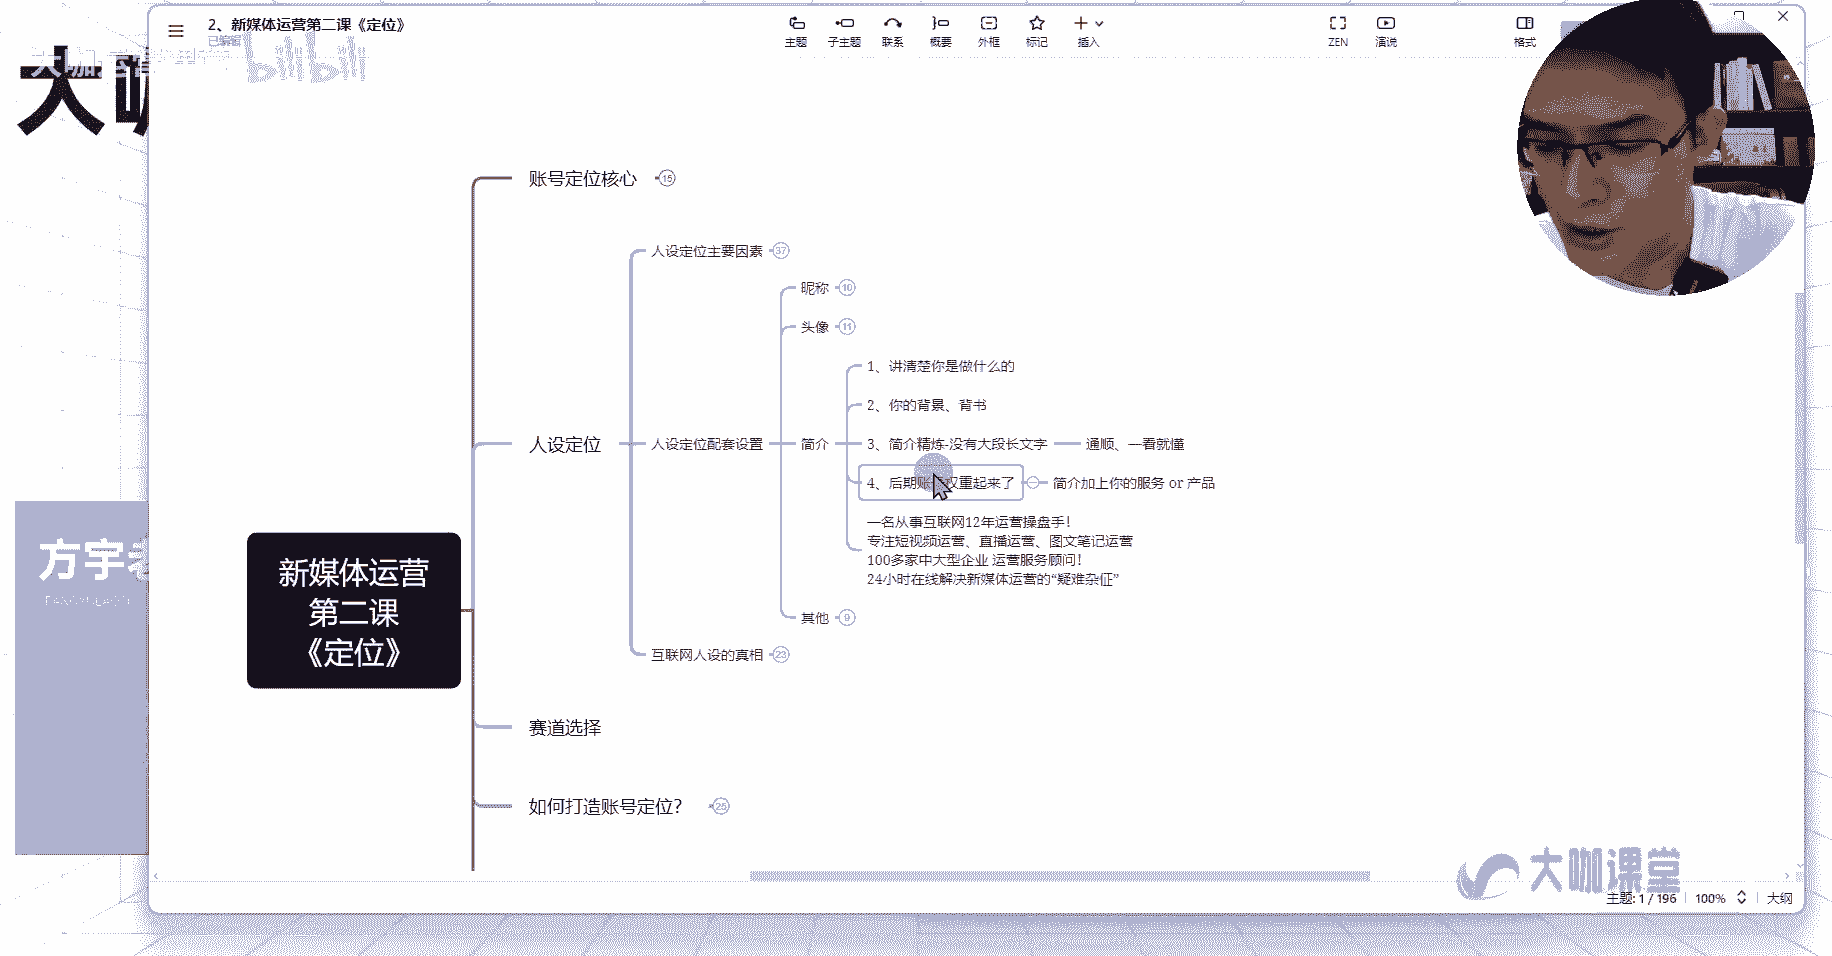 2、新媒体运营第二课《定位》
已编辑
主题
子主题
联系
概要
外框
标记
插入
ZEN
演说
格式
大咖
bilibili
账号定位核心
15
人设定位主要因素
37
昵称
10
头像
11
1、讲清楚你是做什么的
2、你的背景、背书
人设定位
人设定位配套设置
简介
3、简介精炼-没有大段长文字
通顺、一看就懂
4、后期账 权重起来了
简介加上你的服务 or 产品
一名从事互联网12年运营操盘手!
专注短视频运营、直播运营、图文笔记运营
100多家中大型企业 运营服务顾问!
24小时在线解决新媒体运营的“疑难杂症”
其他
9
互联网人设的真相
23
新媒体运营
第二课
《定位》
方宇老
赛道选择
如何打造账号定位?
25
大咖课堂
主题: 1 / 196
100%
大纲